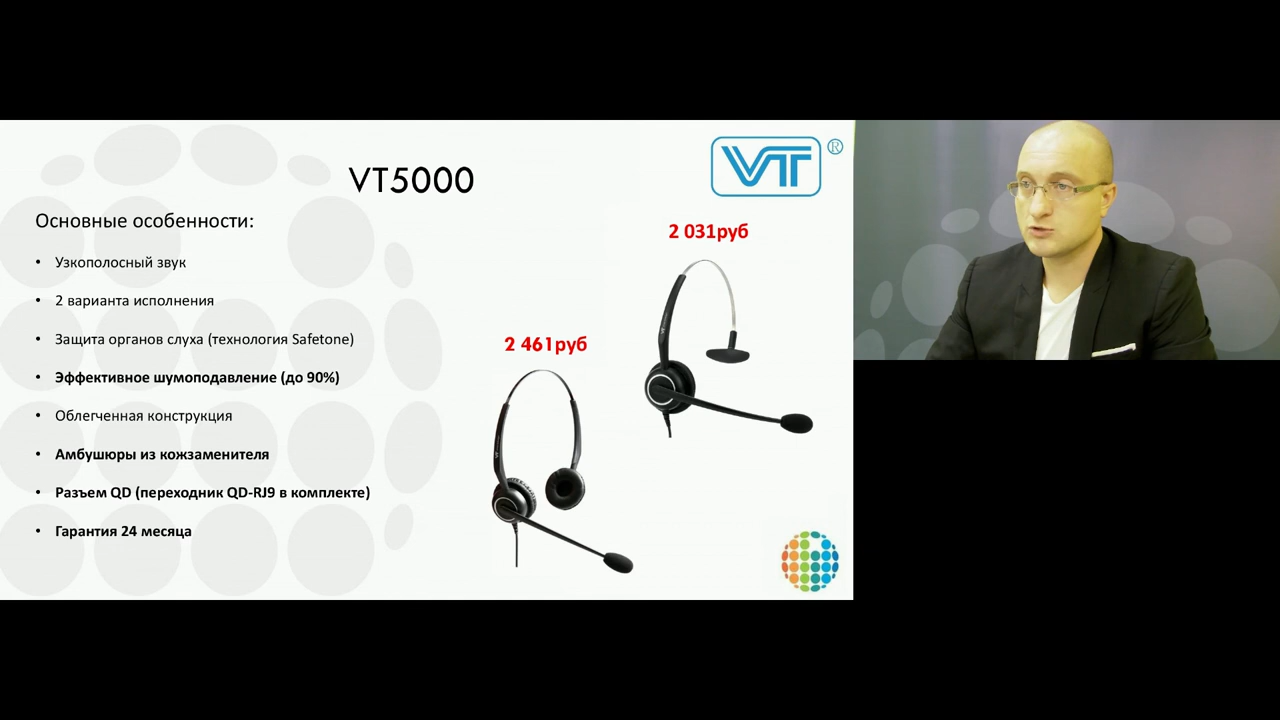 VT5000
VT®
Основные особенности:
• Узкополосный звук
• 2 варианта исполнения
• Защита органов слуха (технология Safetone)
• Эффективное шумоподавление (до 90%)
• Облегченная конструкция
• Амбушюры из кожзаменителя
• Разъем QD (переходник QD-RJ9 в комплекте)
• Гарантия 24 месяца
2 031руб
2 461руб